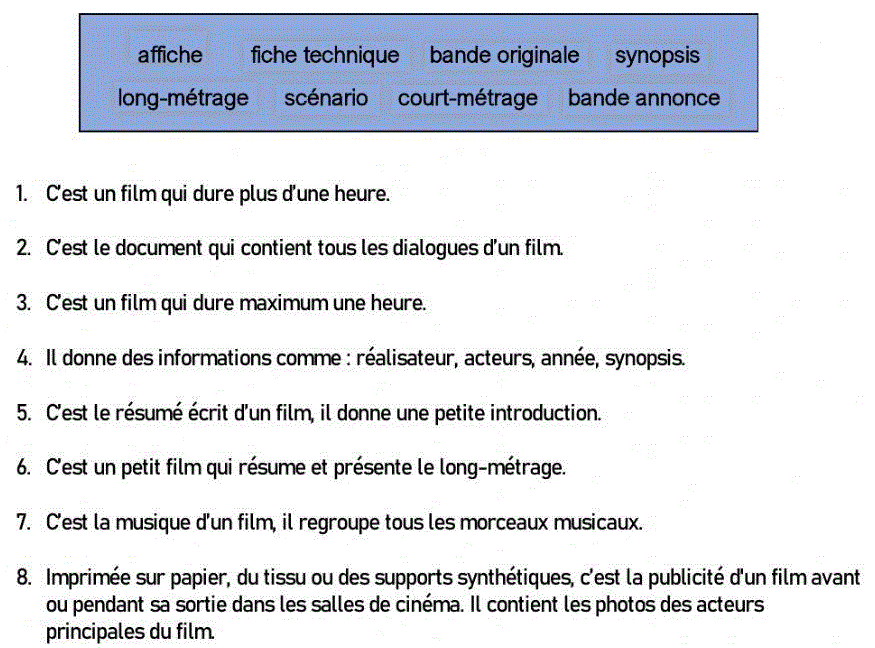 affiche fiche technique bande originale synopsis
long-métrage scénario court-métrage bande annonce
1. C'est un film qui dure plus d'une heure.
2. C'est le document qui contient tous les dialogues d'un film.
3. C'est un film qui dure maximum une heure.
4. Il donne des informations comme : réalisateur, acteurs, année, synopsis.
5. C'est le résumé écrit d'un film, il donne une petite introduction.
6. C'est un petit film qui résume et présente le long-métrage.
7. C'est la musique d'un film, il regroupe tous les morceaux musicaux.
8. Imprimée sur papier, du tissu ou des supports synthétiques, c'est la publicité d'un film avant
ou pendant sa sortie dans les salles de cinéma. Il contient les photos des acteurs
principales du film.